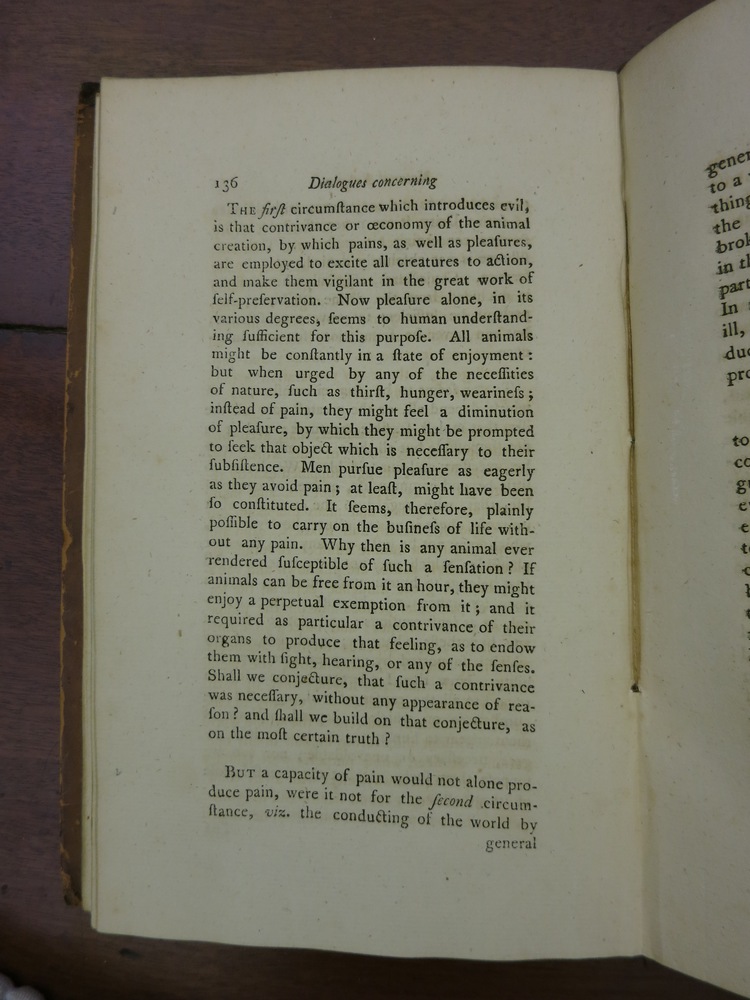 136 Dialogues concerning
THE firſt circumſtance which introduces evil,
is that contrivance or œconomy of the animal
creation, by which pains, as well as pleaſures,
are employed to excite all creatures to action,
and make them vigilant in the great work of
ſelf-preſervation. Now pleaſure alone, in its
various degrees, ſeems to human underſtand-
ing ſufficient for this purpoſe. All animals
might be conſtantly in a ſtate of enjoyment:
but when urged by any of the neceſſities
of nature, ſuch as thirſt, hunger, wearineſs;
inſtead of pain, they might feel a diminution
of pleaſure, by which they might be prompted
to ſeek that object which is neceſſary to their
ſubſiſtence. Men purſue pleaſure as eagerly
as they avoid pain; at leaſt, might have been
ſo conſtituted. It ſeems, therefore, plainly
poſſible to carry on the buſineſs of life with-
out any pain. Why then is any animal ever
rendered ſuſceptible of ſuch a ſenſation? If
animals can be free from it an hour, they might
enjoy a perpetual exemption from it; and it
required as particular a contrivance of their
organs to produce that feeling, as to endow
them with ſight, hearing, or any of the ſenſes.
Shall we conjecture, that ſuch a contrivance
was neceſſary, without any appearance of rea-
ſon? and ſhall we build on that conjecture, as
on the moſt certain truth?
BUT a capacity of pain would not alone pro-
duce pain, were it not for the ſecond circum-
ſtance, viz. the conducting of the world by
general
gener
to a
thing
the
brok
in th
part
In
ill,
duc
pro
to
co